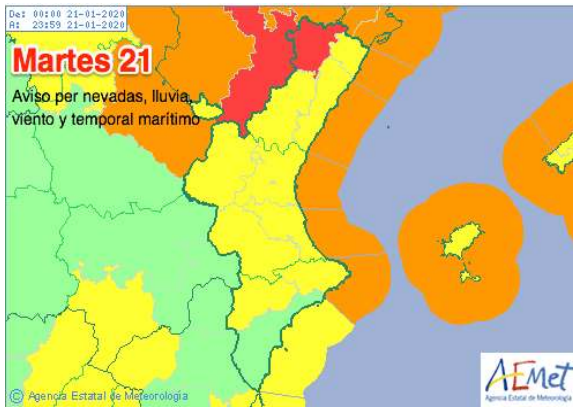 De: 00:00 21-01-2020
A: 23:59 21-01-2020
Martes 21
Aviso per nevadas, lluvia,
viento y temporal marítimo
© Agencia Estatal de Meteorología
AEMet
Agencia Estatal de Meteorología